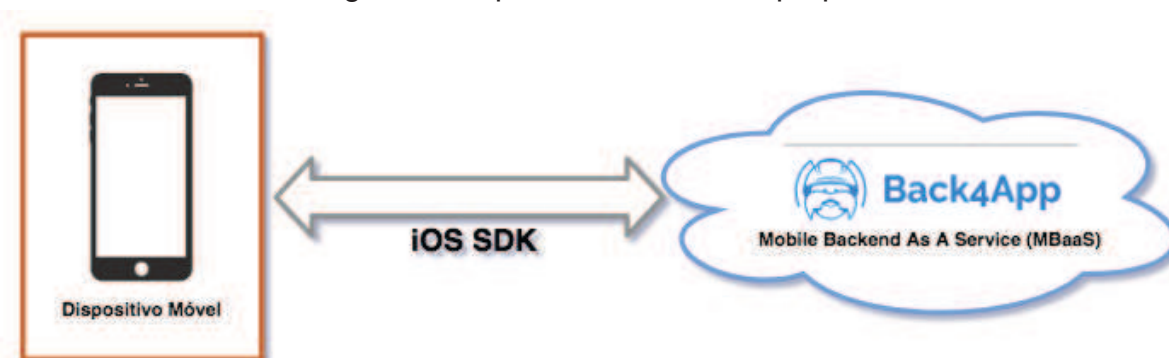 Dispositivo Móvel
iOS SDK
Back4App
Mobile Backend As A Service (MBaaS)